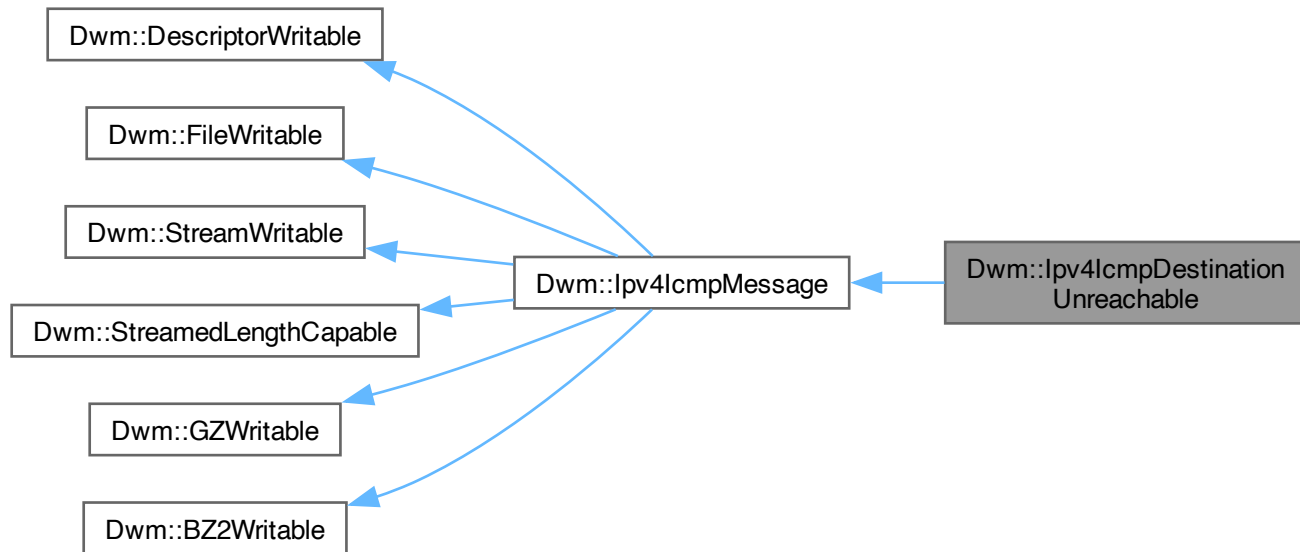 Dwm::DescriptorWritable
Dwm::FileWritable
Dwm::StreamWritable
Dwm::StreamedLengthCapable
Dwm::GZWritable
Dwm::BZ2Writable
Dwm::Ipv4IcmpMessage
Dwm::Ipv4IcmpDestination
Unreachable